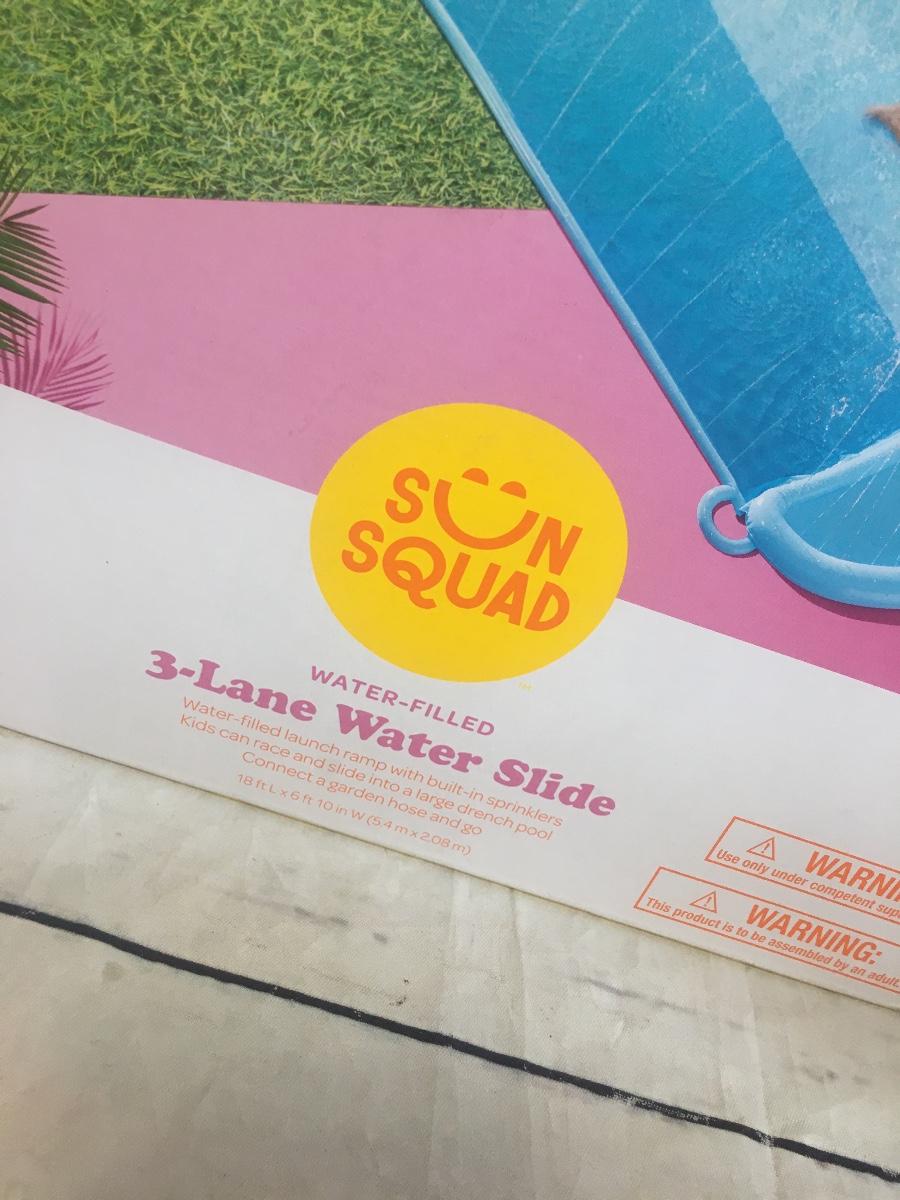 SUN
SQUAD
WATER-FILLED
3-Lane Water Slide
Water-filled launch ramp with built-in sprinklers
Kids can race and slide into a large drench pool
Connect a garden hose and go
18 ft L x 6 ft 10 in W (5.4 m x 2.08 m)
Use only under competent
WARNING:
This product is to be assembled by an adult.